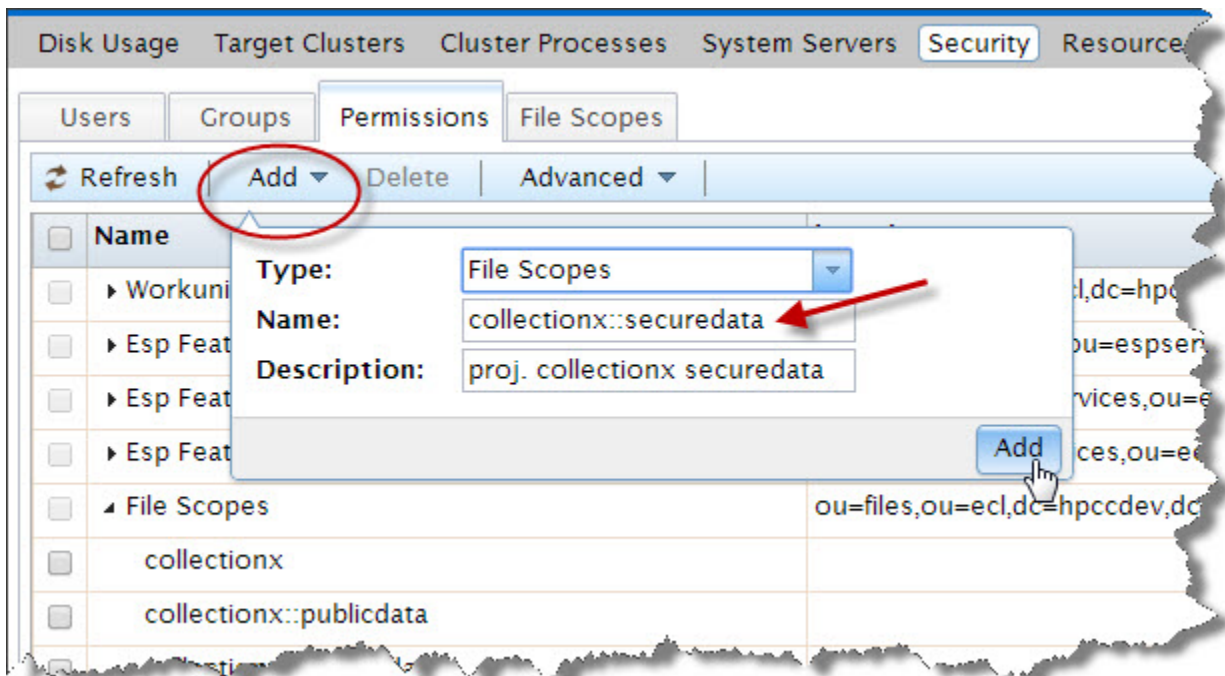 Disk Usage Target Clusters Cluster Processes System Servers Security Resource
Users Groups Permissions File Scopes
Refresh Add Delete Advanced
Name
Type: File Scopes
Name: collectionx::securedata
Description: proj. collectionx securedata
Add
Workuni
Esp Feat
Esp Feat
Esp Feat
File Scopes ou=files,ou=ecl,dc=hpccdev,dc
collectionx
collectionx::publicdata